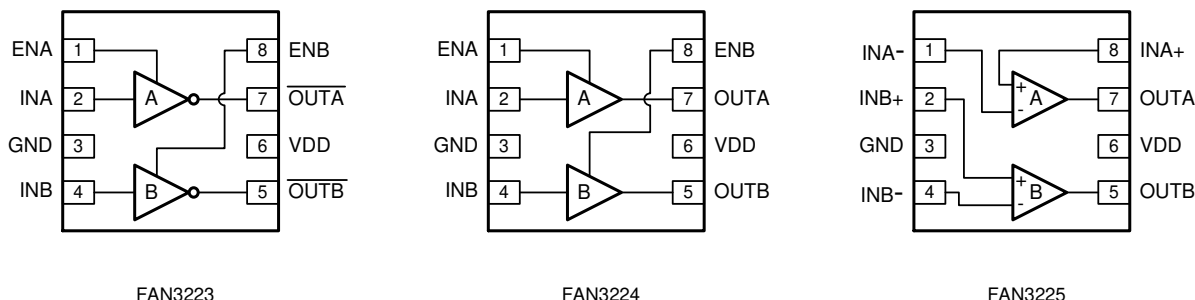 ENA 1 8 ENB
INA 2 A 7 OUTA
GND 3 6 VDD
INB 4 B 5 OUTB
FAN3223
ENA 1 8 ENB
INA 2 A 7 OUTA
GND 3 6 VDD
INB 4 B 5 OUTB
FAN3224
INA- 1 8 INA+
INB+ 2 + - A 7 OUTA
GND 3 6 VDD
INB- 4 + - B 5 OUTB
FAN3225